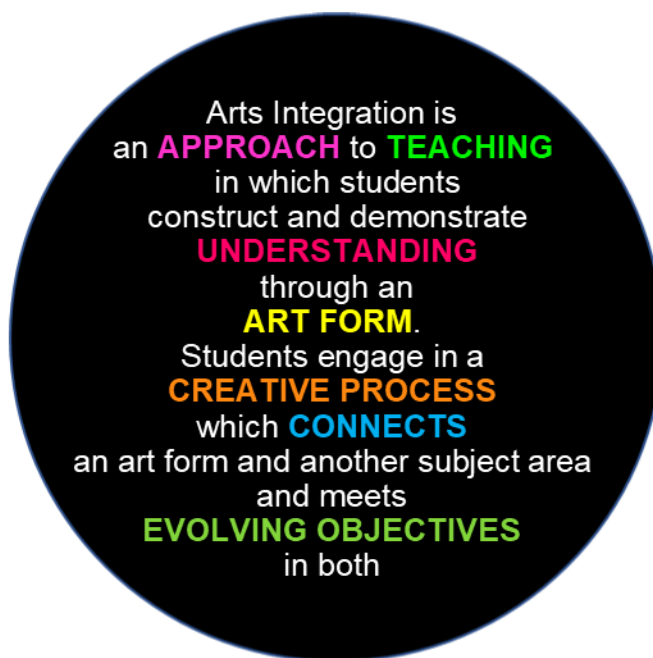 Arts Integration is
an APPROACH to TEACHING
in which students
construct and demonstrate
UNDERSTANDING
through an
ART FORM.
Students engage in a
CREATIVE PROCESS
which CONNECTS
an art form and another subject area
and meets
EVOLVING OBJECTIVES
in both